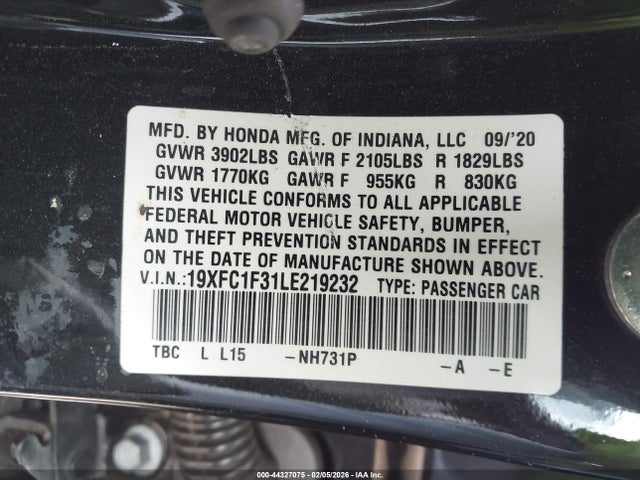 MFD. BY HONDA MFG. OF INDIANA, LLC 09/'20
GVWR 3902LBS GAWR F 2105LBS R 1829LBS
GVWR 1770KG GAWR F 955KG R 830KG
THIS VEHICLE CONFORMS TO ALL APPLICABLE
FEDERAL MOTOR VEHICLE SAFETY, BUMPER,
AND THEFT PREVENTION STANDARDS IN EFFECT
ON THE DATE OF MANUFACTURE SHOWN ABOVE.
V.I.N.:19XFC1F31LE219232 TYPE: PASSENGER CAR
TBC L L15 -NH731P -A -E
000-44327075 - 02/05/2026 - IAA Inc.